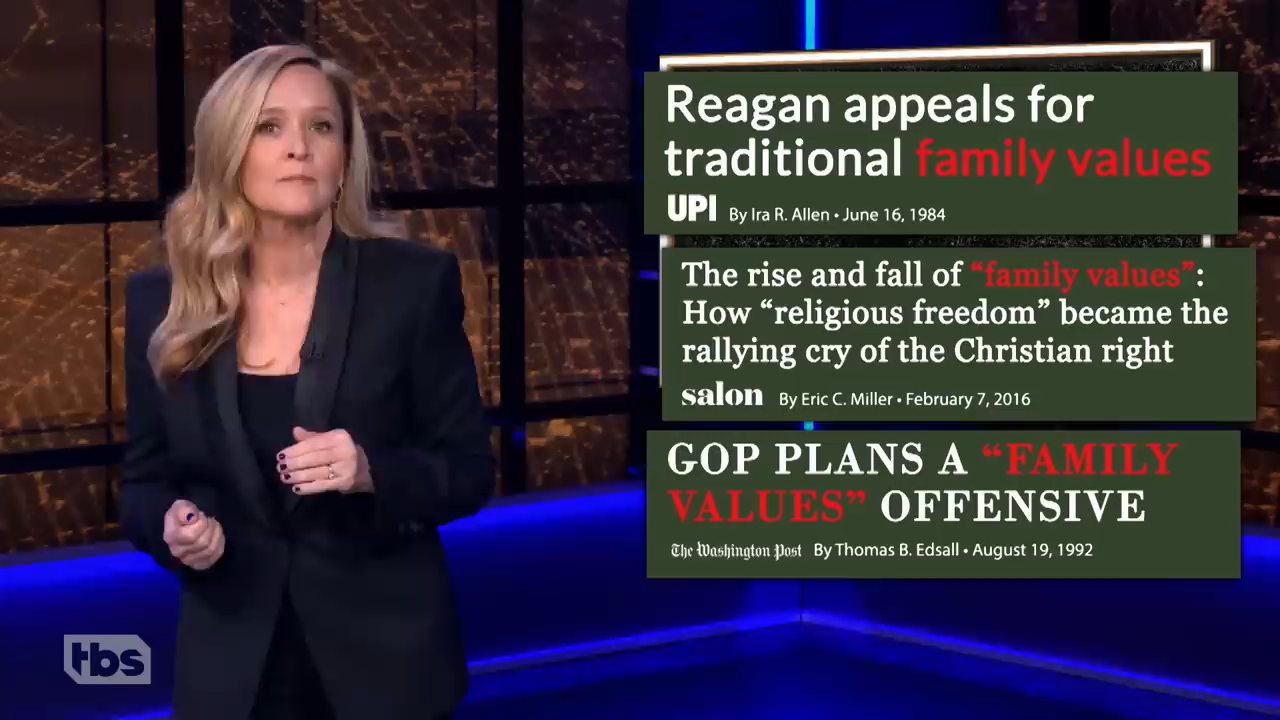 Reagan appeals for
traditional family values
UPI By Ira R. Allen • June 16, 1984
The rise and fall of “family values”:
How “religious freedom” became the
rallying cry of the Christian right
salon By Eric C. Miller • February 7, 2016
GOP PLANS A “FAMILY
VALUES” OFFENSIVE
The Washington Post By Thomas B. Edsall • August 19, 1992
tbs